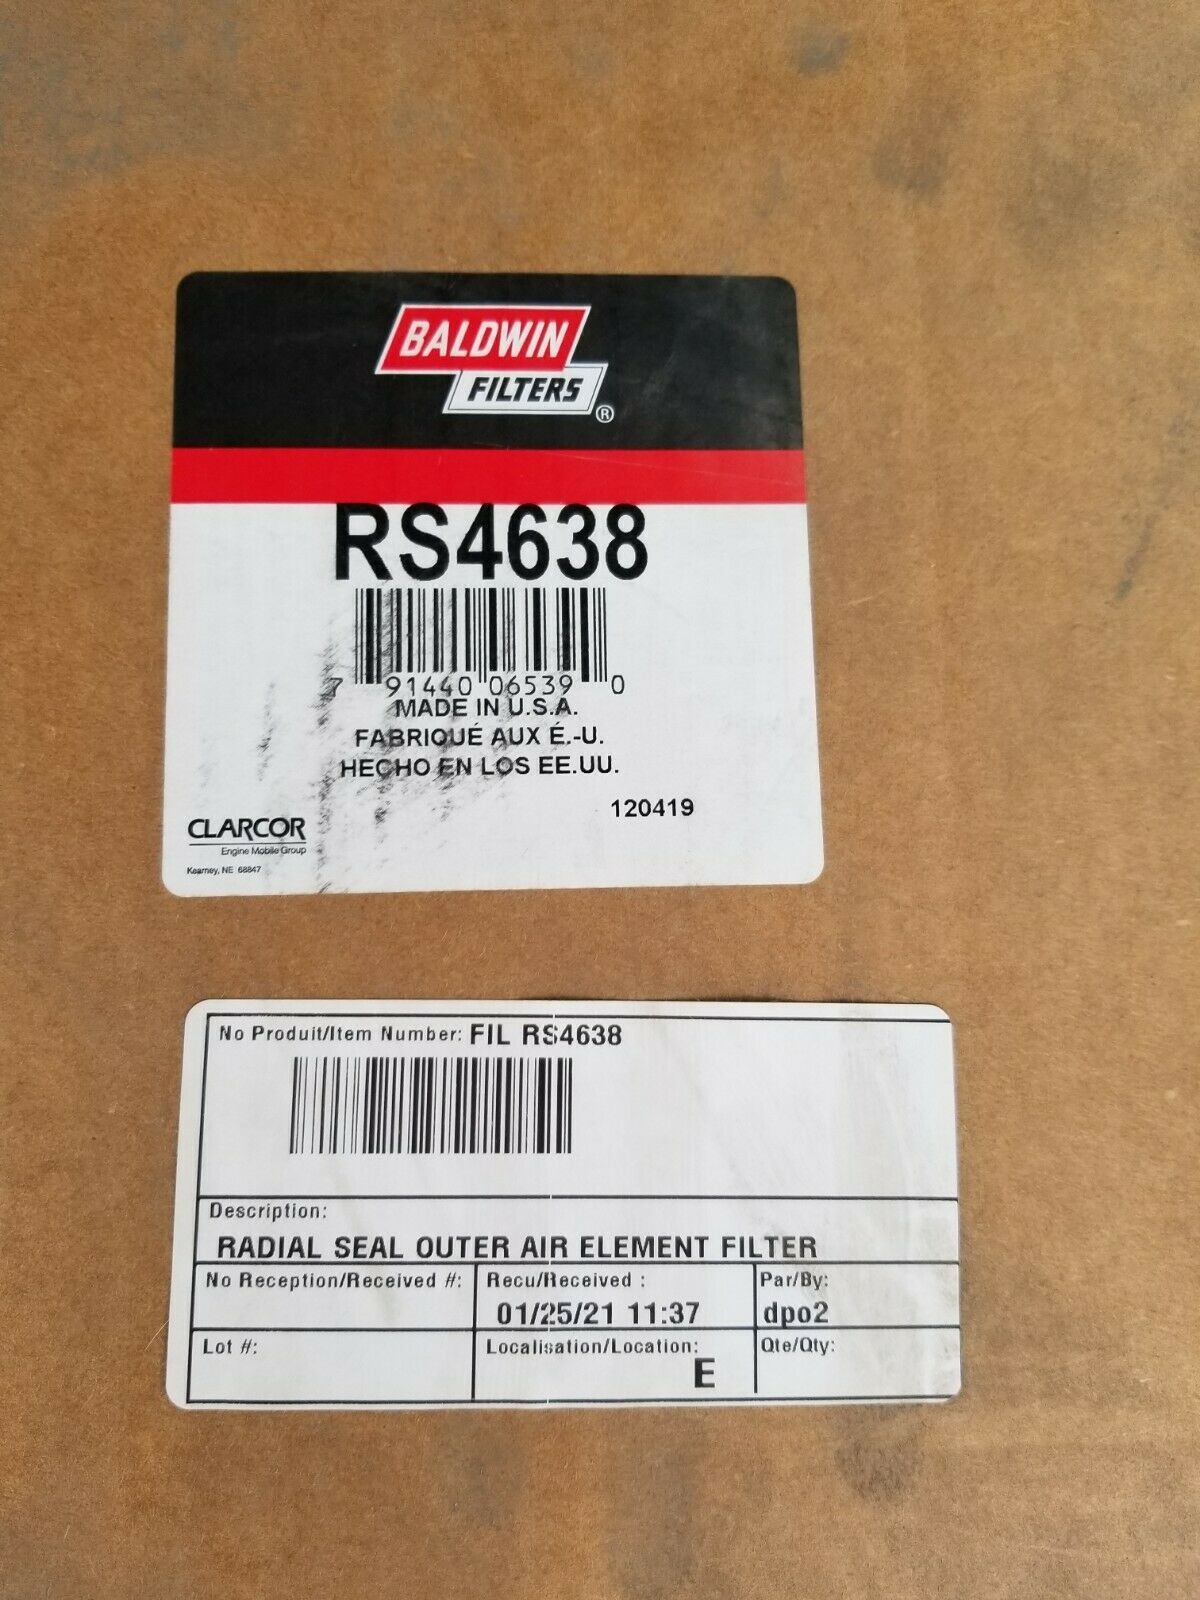 BALDWIN
FILTERS®
RS4638
7 91440 06539 0
MADE IN U.S.A.
FABRIQUÉ AUX É.-U.
HECHO EN LOS EE.UU.
120419
CLARCOR
Engine Mobile Group
Kearney, NE 68847
No Produit/Item Number: FIL RS4638
Description:
RADIAL SEAL OUTER AIR ELEMENT FILTER
No Reception/Received #: Recu/Received : Par/By:
01/25/21 11:37 dpo2
Lot #: Localisation/Location: Qte/Qty:
E